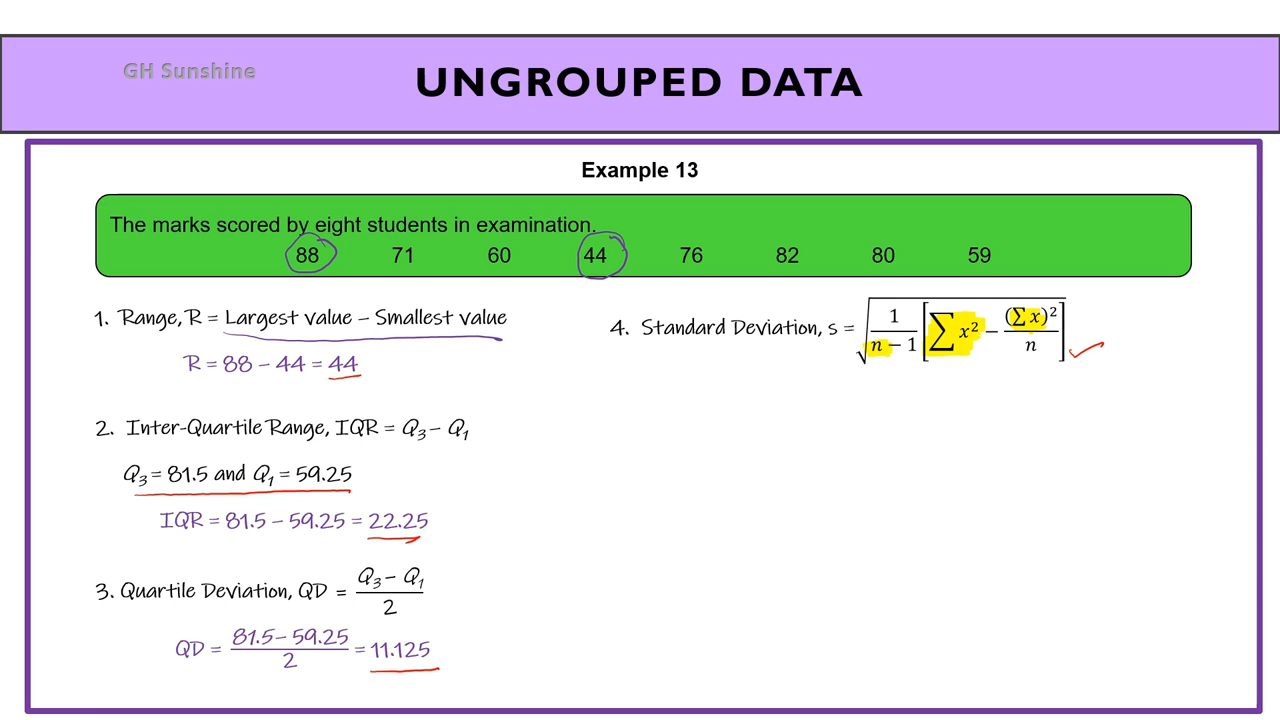 GH Sunshine
UNGROUPED DATA
Example 13
The marks scored by eight students in examination.
88 71 60 44 76 82 80 59
1. Range, R = Largest value – Smallest value
R = 88 – 44 = 44
2. Inter-Quartile Range, IQR = Q₃ – Q₁
Q₃ = 81.5 and Q₁ = 59.25
IQR = 81.5 – 59.25 = 22.25
3. Quartile Deviation, QD = (Q₃ – Q₁)/2
QD = (81.5 – 59.25)/2 = 11.125
4. Standard Deviation, s = √(1/(n − 1) [∑x² − (∑x)²/n])